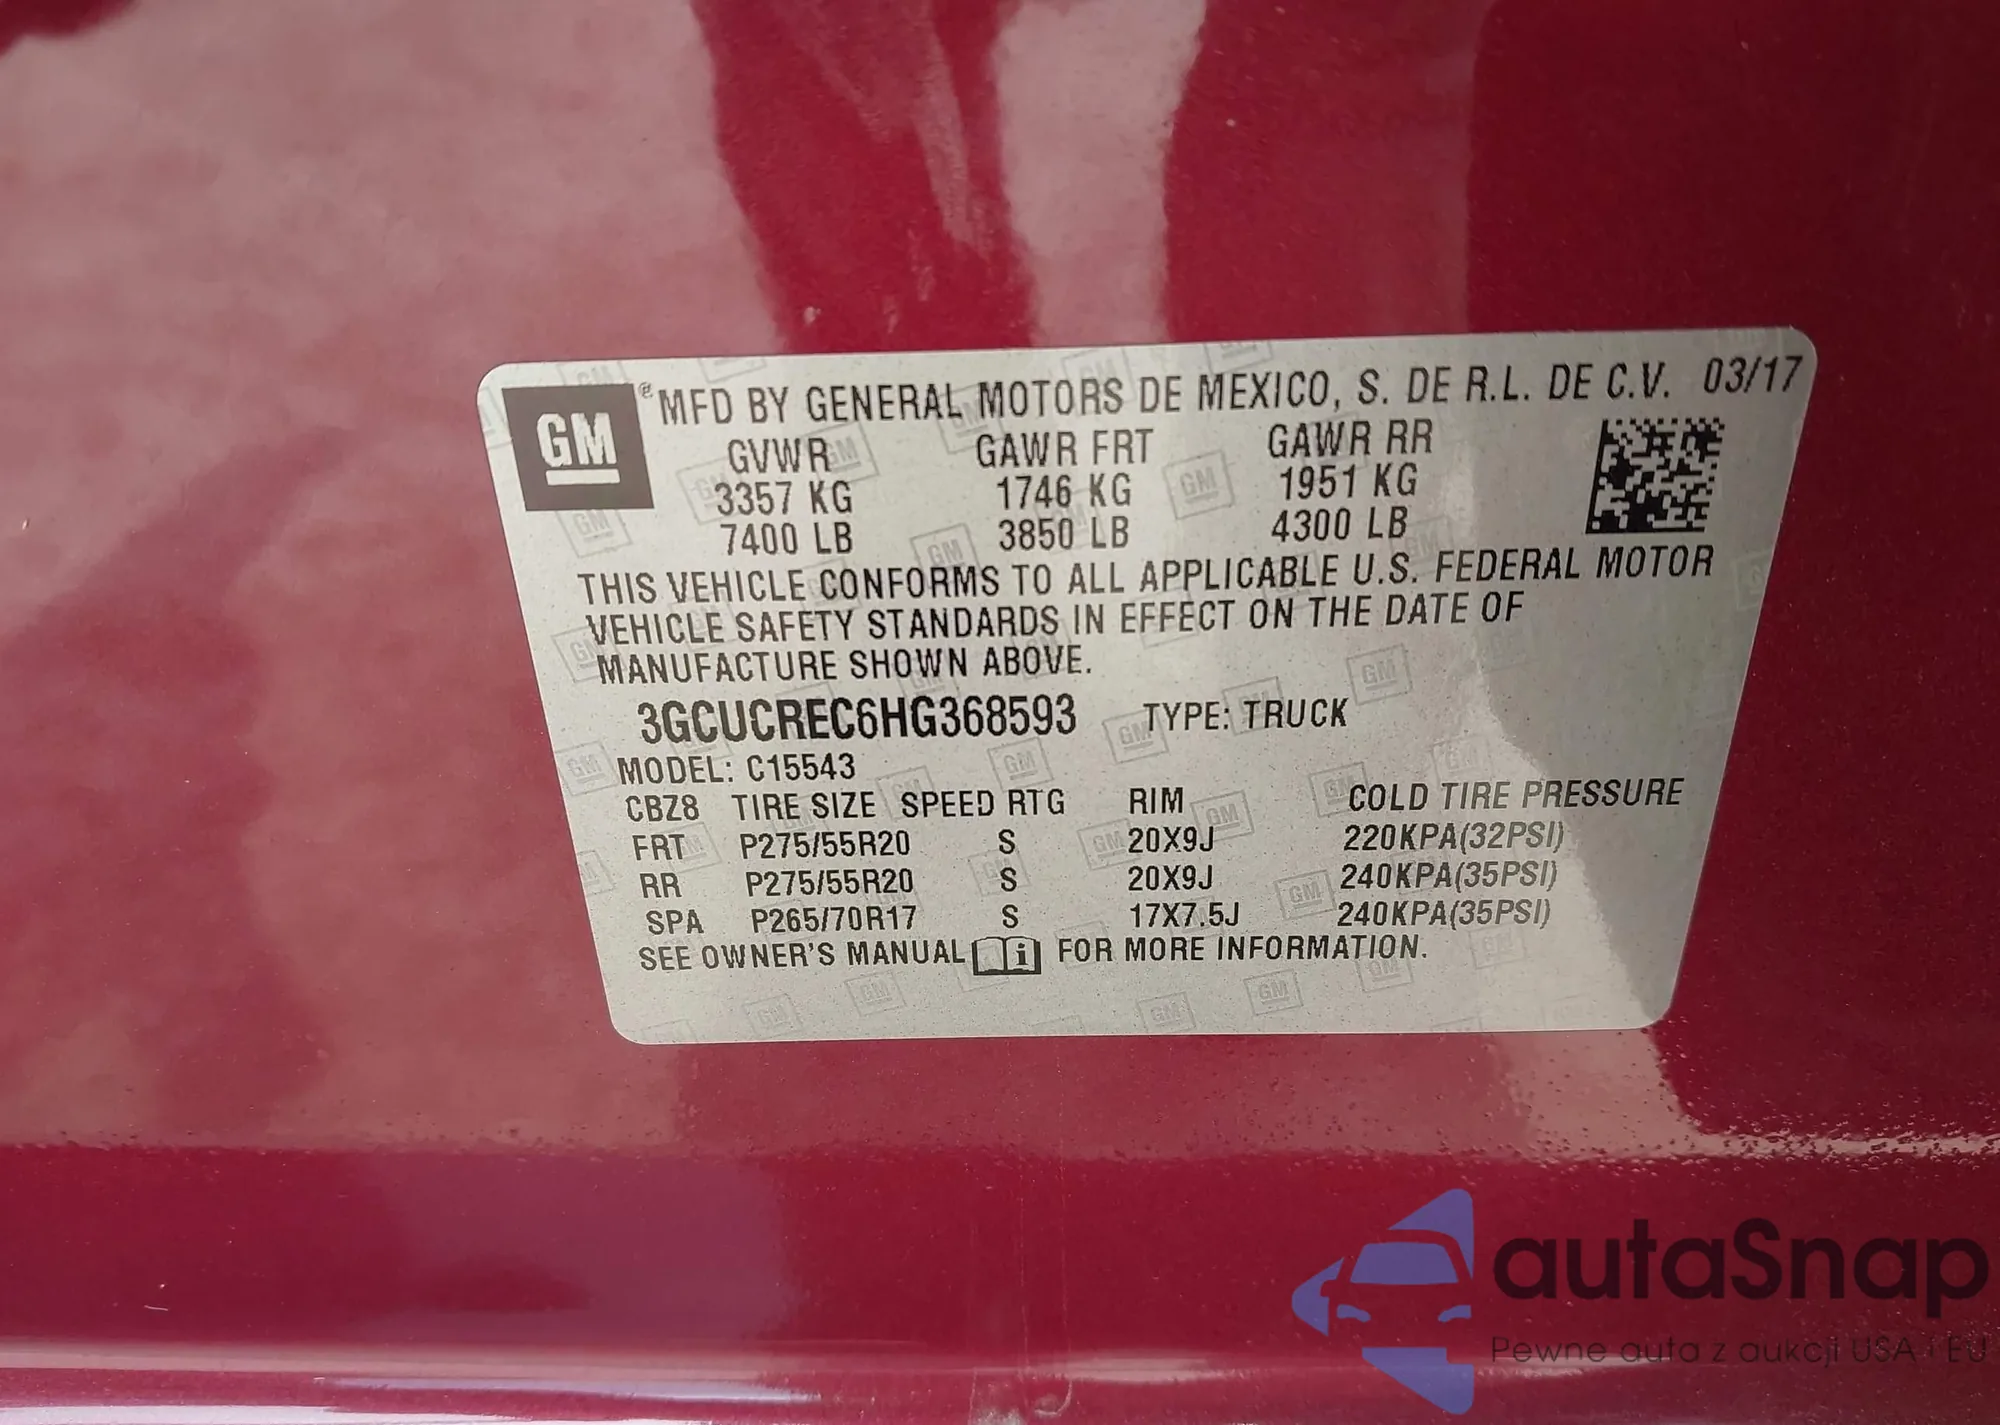 GM ® MFD BY GENERAL MOTORS DE MEXICO, S. DE R.L. DE C.V. 03/17
GVWR GAWR FRT GAWR RR
3357 KG 1746 KG 1951 KG
7400 LB 3850 LB 4300 LB
THIS VEHICLE CONFORMS TO ALL APPLICABLE U.S. FEDERAL MOTOR
VEHICLE SAFETY STANDARDS IN EFFECT ON THE DATE OF
MANUFACTURE SHOWN ABOVE.
3GCUCREC6HG368593 TYPE: TRUCK
MODEL: C15543
CBZ8 TIRE SIZE SPEED RTG RIM COLD TIRE PRESSURE
FRT P275/55R20 S 20X9J 220KPA(32PSI)
RR P275/55R20 S 20X9J 240KPA(35PSI)
SPA P265/70R17 S 17X7.5J 240KPA(35PSI)
SEE OWNER'S MANUAL i FOR MORE INFORMATION.
autaSnap
Pewne auta z aukcji USA i EU